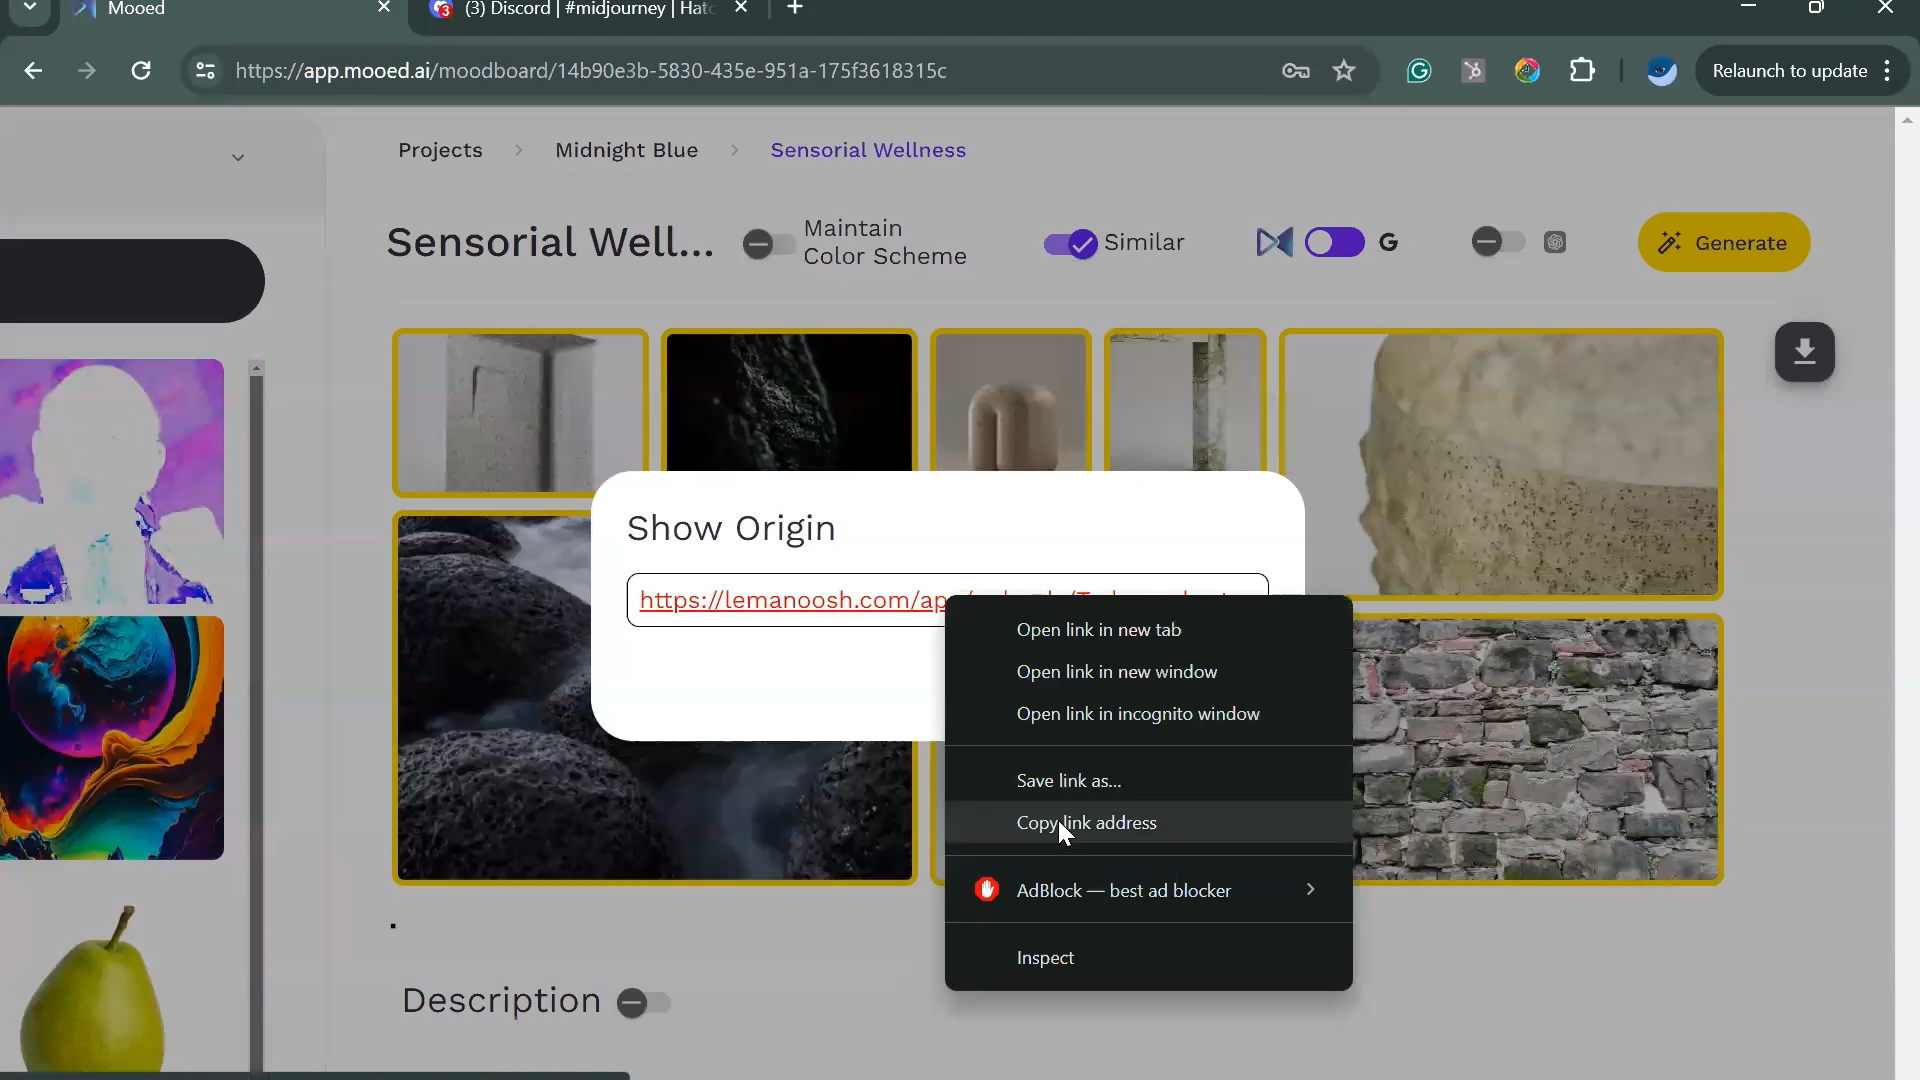 Mooed
(3) Discord | #midjourney | Hatc
https://app.mooed.ai/moodboard/14b90e3b-5830-435e-951a-175f3618315c
Relaunch to update
Projects > Midnight Blue > Sensorial Wellness
Sensorial Well...
Maintain
Color Scheme
Similar
G
Generate
Show Origin
https://lemanoosh.com/ap
Open link in new tab
Open link in new window
Open link in incognito window
Save link as...
Copy link address
AdBlock — best ad blocker
Inspect
Description